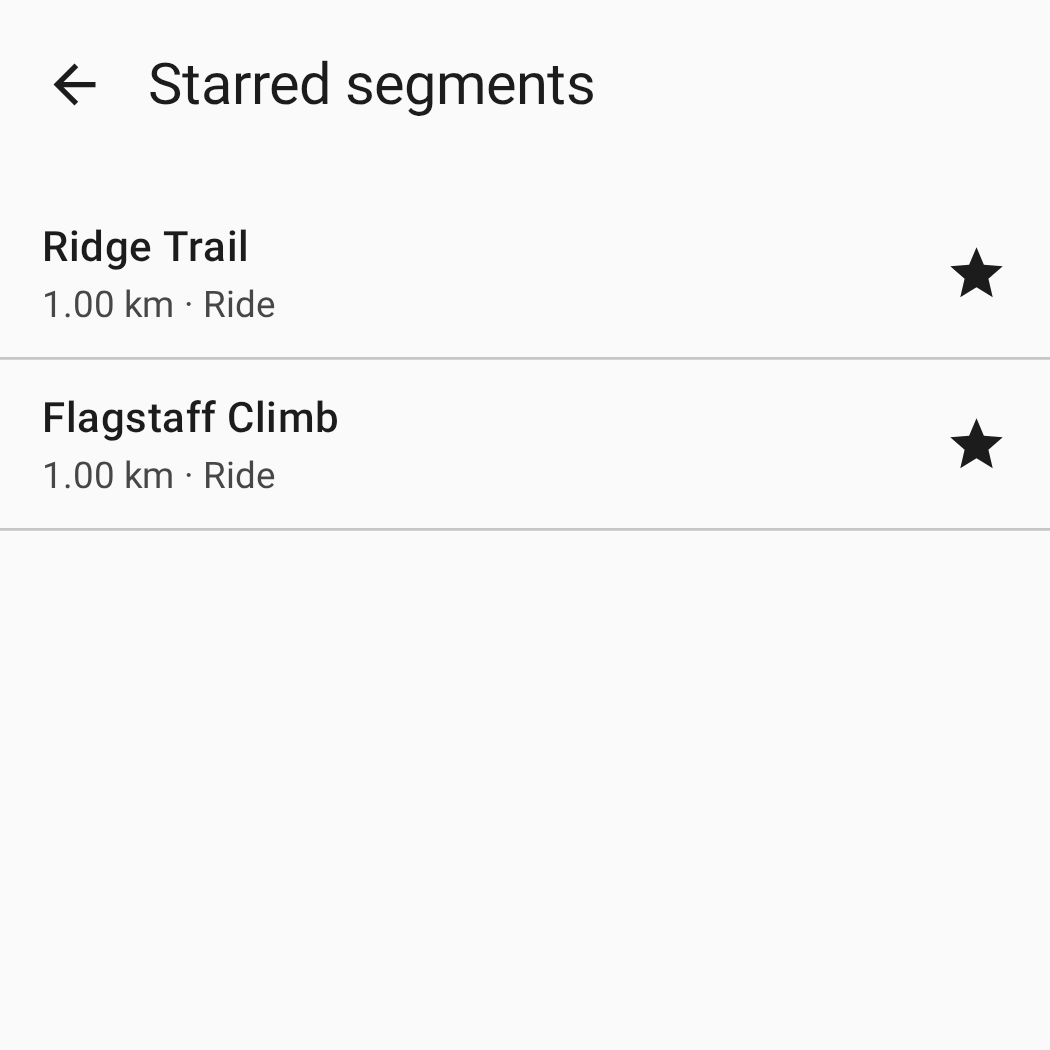 Starred segments
Ridge Trail
1.00 km · Ride
Flagstaff Climb
1.00 km · Ride